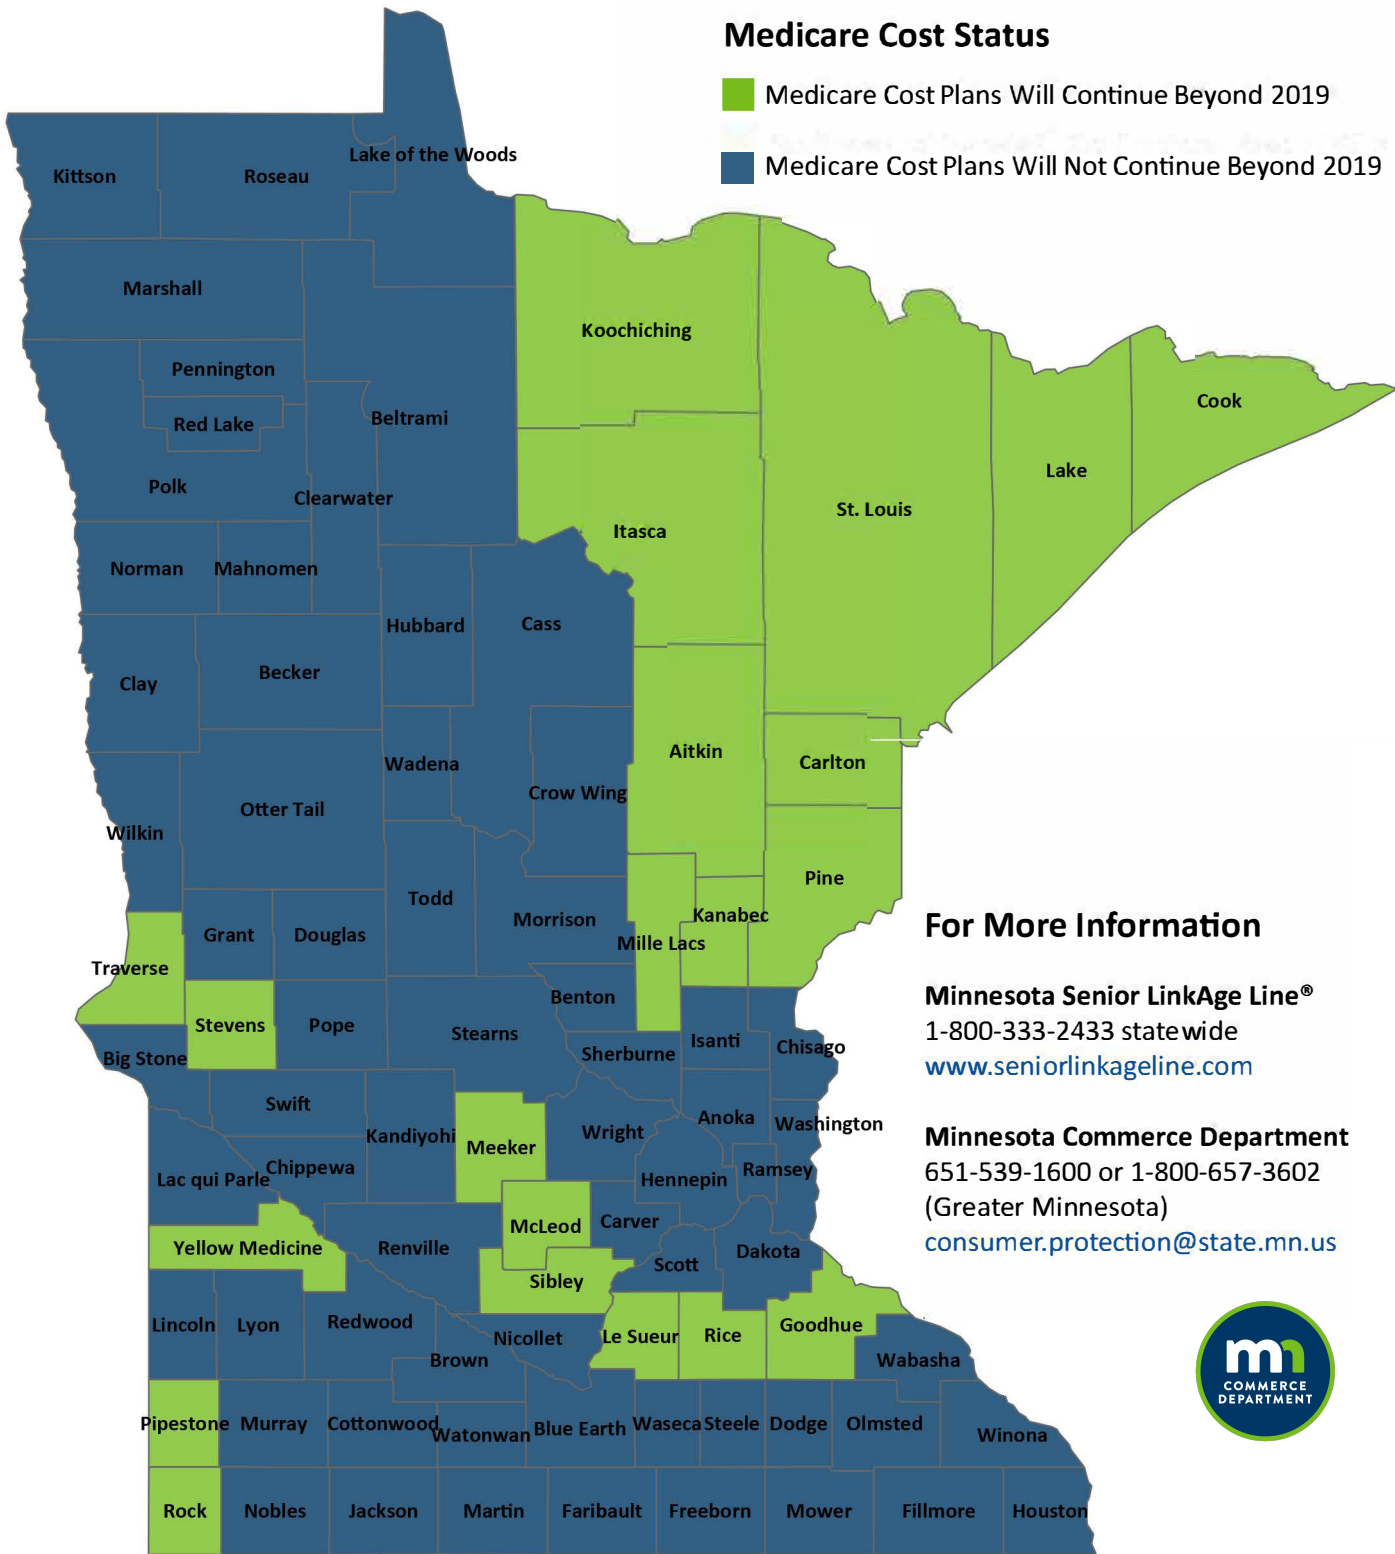 Medicare Cost Status
Medicare Cost Plans Will Continue Beyond 2019
Medicare Cost Plans Will Not Continue Beyond 2019
Kittson
Roseau
Lake of the Woods
Marshall
Koochiching
Pennington
Red Lake
Beltrami
Cook
Polk
Clearwater
Lake
St. Louis
Itasca
Norman
Mahnomen
Hubbard
Cass
Clay
Becker
Aitkin
Carlton
Wadena
Crow Wing
Otter Tail
Wilkin
Pine
Todd
Morrison
Kanabec
Grant
Douglas
Mille Lacs
Traverse
Benton
Stevens
Pope
Stearns
Isanti
Chisago
Big Stone
Sherburne
Swift
Anoka
Washington
Kandiyohi
Meeker
Wright
Lac qui Parle
Chippewa
Hennepin
Ramsey
McLeod
Carver
Yellow Medicine
Renville
Dakota
Scott
Sibley
Lincoln
Lyon
Redwood
Nicollet
Le Sueur
Rice
Goodhue
Brown
Wabasha
Pipestone
Murray
Cottonwood
Watonwan
Blue Earth
Waseca
Steele
Dodge
Olmsted
Winona
Rock
Nobles
Jackson
Martin
Faribault
Freeborn
Mower
Fillmore
Houston
For More Information
Minnesota Senior LinkAge Line®
1-800-333-2433 statewide
www.seniorlinkageline.com
Minnesota Commerce Department
651-539-1600 or 1-800-657-3602
(Greater Minnesota)
consumer.protection@state.mn.us
mn
COMMERCE
DEPARTMENT